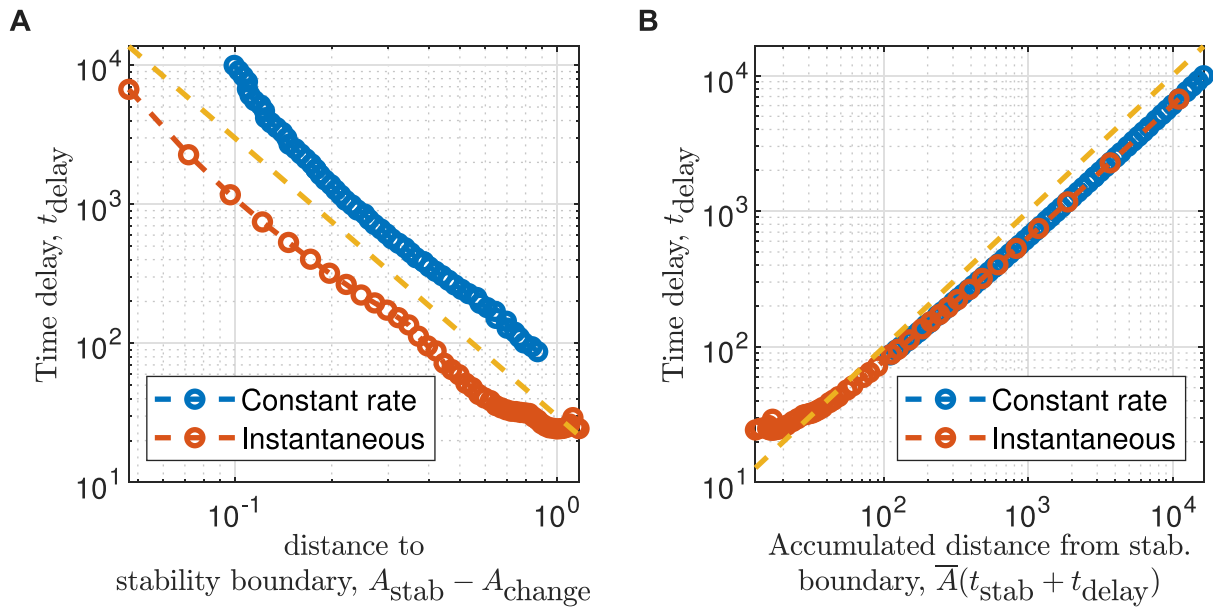 A
10^4
10^3
10^2
10^1
Time delay, t_delay
Constant rate
Instantaneous
10^-1
10^0
distance to
stability boundary, A_stab − A_change
B
10^4
10^3
10^2
10^1
Time delay, t_delay
Constant rate
Instantaneous
10^2
10^3
10^4
Accumulated distance from stab.
boundary, A̅(t_stab + t_delay)